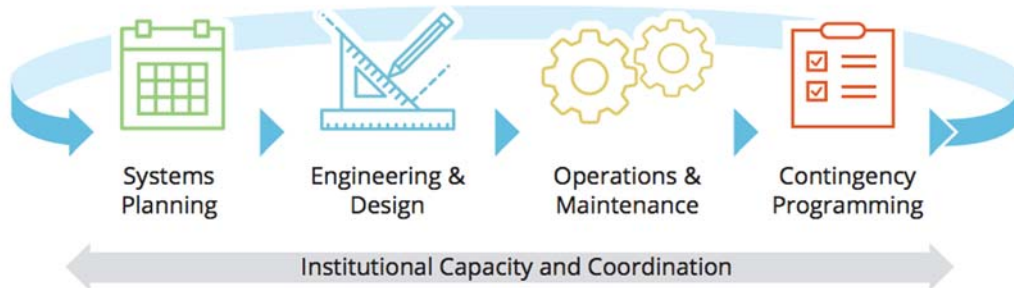 Systems
Planning
Engineering &
Design
Operations &
Maintenance
Contingency
Programming
Institutional Capacity and Coordination